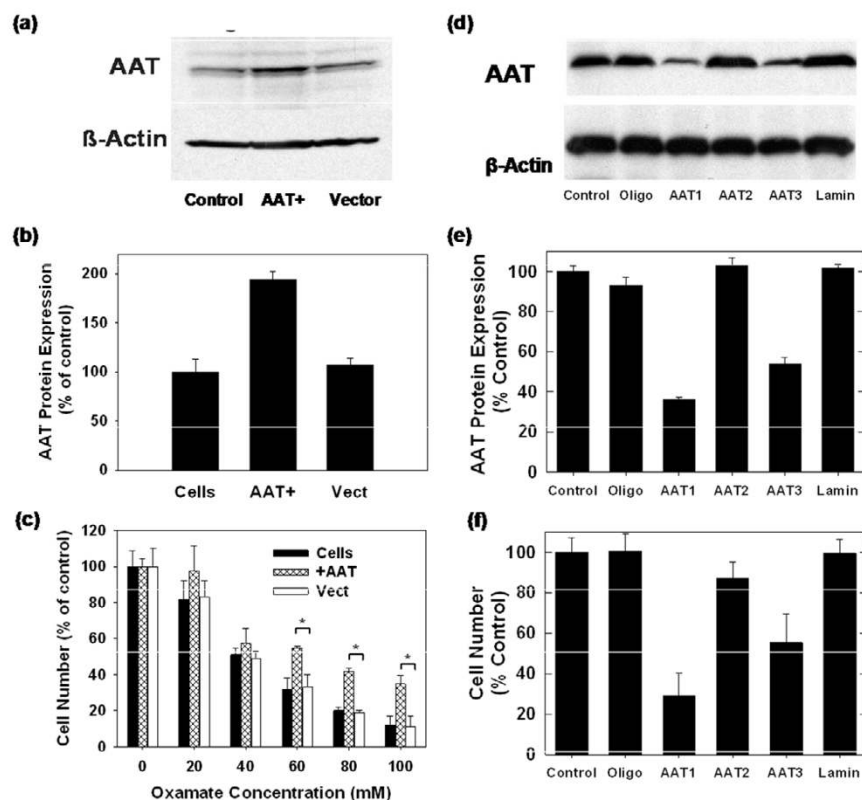 (a)
AAT
ß-Actin
Control AAT+ Vector
(b)
AAT Protein Expression
(% of control)
200
150
100
50
0
Cells AAT+ Vect
(c)
Cell Number (% of control)
120
100
80
60
40
20
0
Cells
+AAT
Vect
* * *
0 20 40 60 80 100
Oxamate Concentration (mM)
(d)
AAT
β-Actin
Control Oligo AAT1 AAT2 AAT3 Lamin
(e)
AAT Protein Expression
(% Control)
100
80
60
40
20
0
Control Oligo AAT1 AAT2 AAT3 Lamin
(f)
Cell Number
(% Control)
100
80
60
40
20
0
Control Oligo AAT1 AAT2 AAT3 Lamin